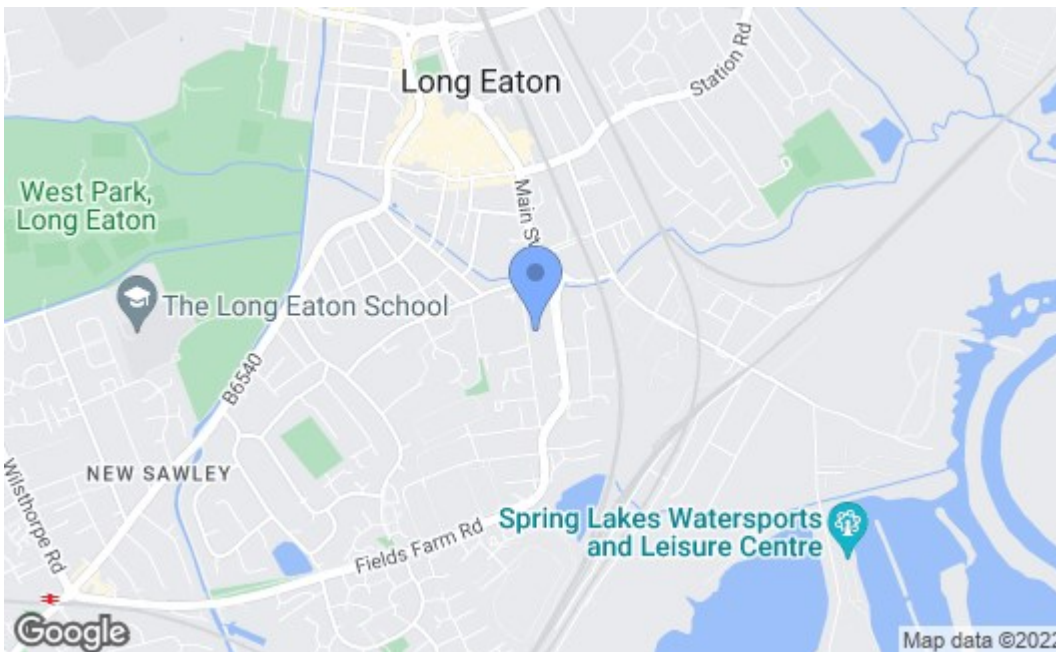 Long Eaton
Station Rd
West Park,
Long Eaton
Main St
The Long Eaton School
B6540
NEW SAWLEY
Wilsthorpe Rd
Spring Lakes Watersports
and Leisure Centre
Fields Farm Rd
Google
Map data ©2022